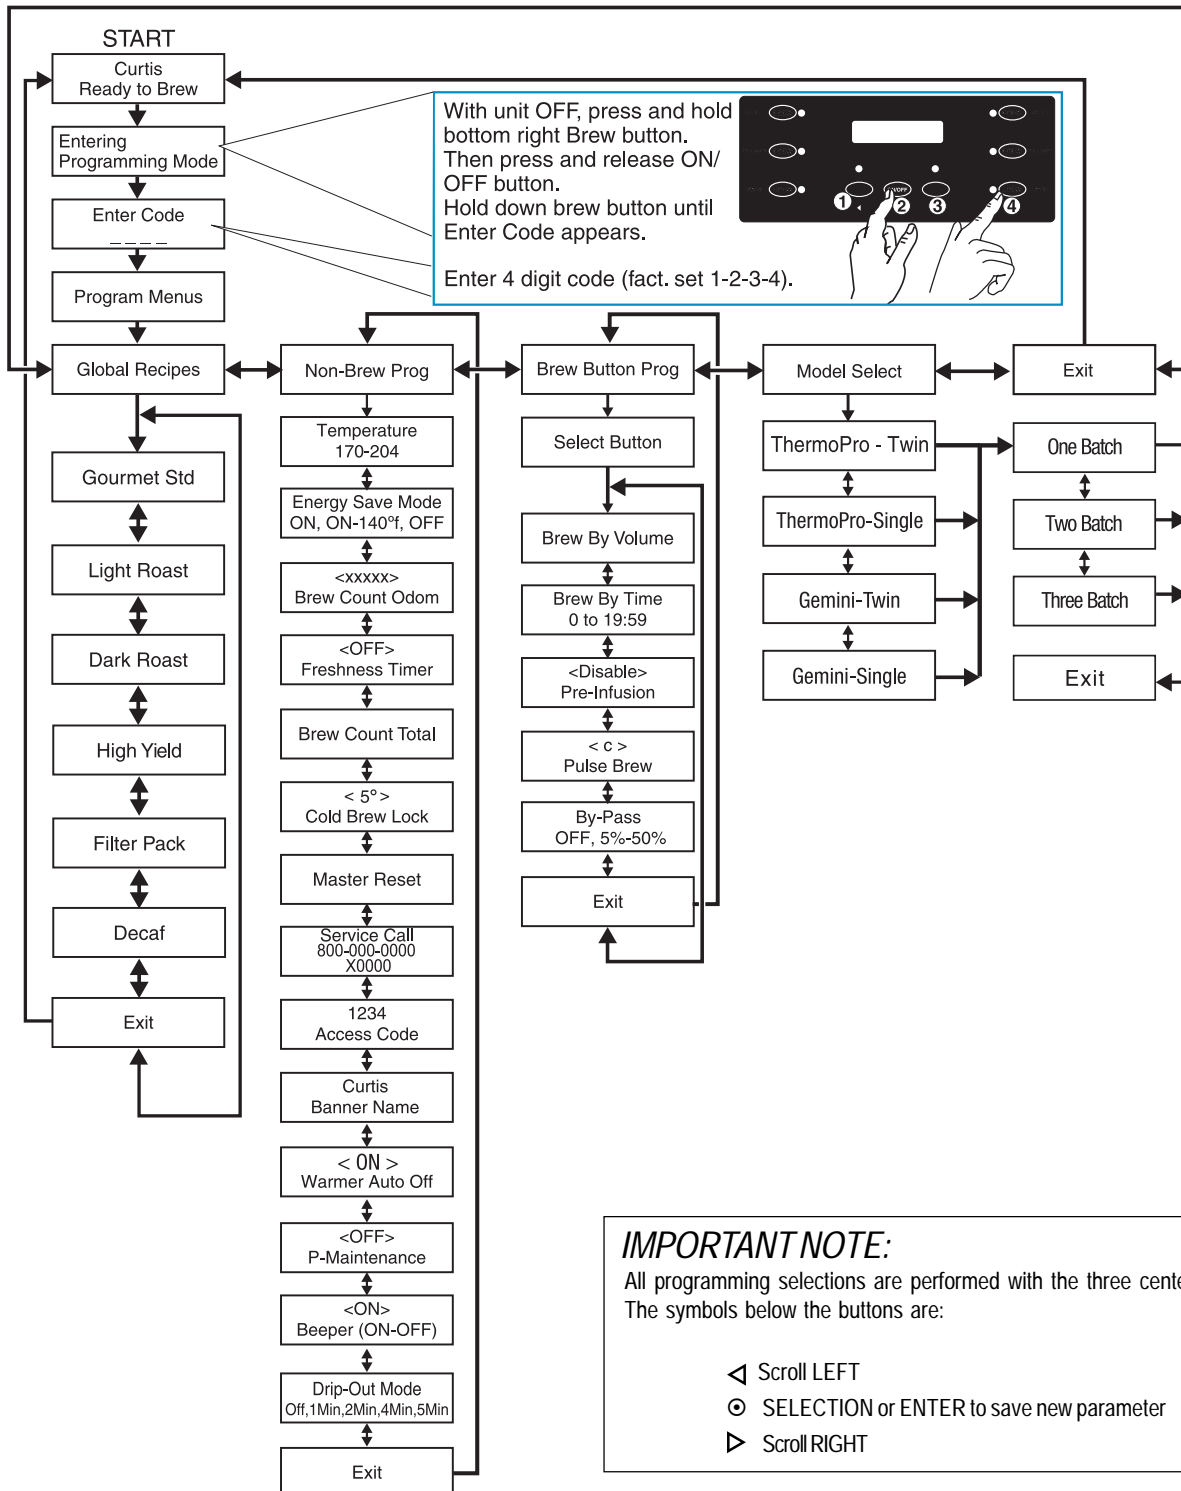 START
Curtis
Ready to Brew
Entering
Programming Mode
Enter Code
_ _ _ _
Program Menus
With unit OFF, press and hold
bottom right Brew button.
Then press and release ON/
OFF button.
Hold down brew button until
Enter Code appears.
Enter 4 digit code (fact. set 1-2-3-4).
1
2
3
4
Global Recipes
Gourmet Std
Light Roast
Dark Roast
High Yield
Filter Pack
Decaf
Exit
Non-Brew Prog
Temperature
170-204
Energy Save Mode
ON, ON-140ºf, OFF
<xxxxx>
Brew Count Odom
<OFF>
Freshness Timer
Brew Count Total
< 5° >
Cold Brew Lock
Master Reset
Service Call
800-000-0000
X0000
1234
Access Code
Curtis
Banner Name
< ON >
Warmer Auto Off
<OFF>
P-Maintenance
<ON>
Beeper (ON-OFF)
Drip-Out Mode
Off,1Min,2Min,4Min,5Min
Exit
Brew Button Prog
Select Button
Brew By Volume
Brew By Time
0 to 19:59
<Disable>
Pre-Infusion
< c >
Pulse Brew
By-Pass
OFF, 5%-50%
Exit
Model Select
ThermoPro - Twin
ThermoPro-Single
Gemini-Twin
Gemini-Single
Exit
One Batch
Two Batch
Three Batch
Exit
IMPORTANT NOTE:
All programming selections are performed with the three cente
The symbols below the buttons are:
Scroll LEFT
SELECTION or ENTER to save new parameter
Scroll RIGHT